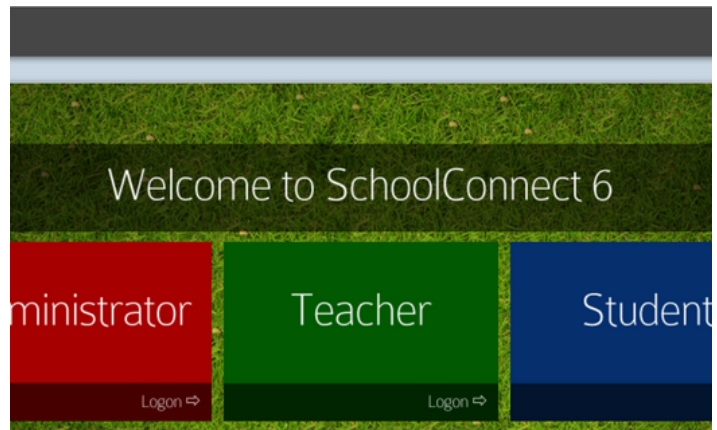 Welcome to SchoolConnect 6
ministrator
Teacher
Student
Logon ⇨
Logon ⇨